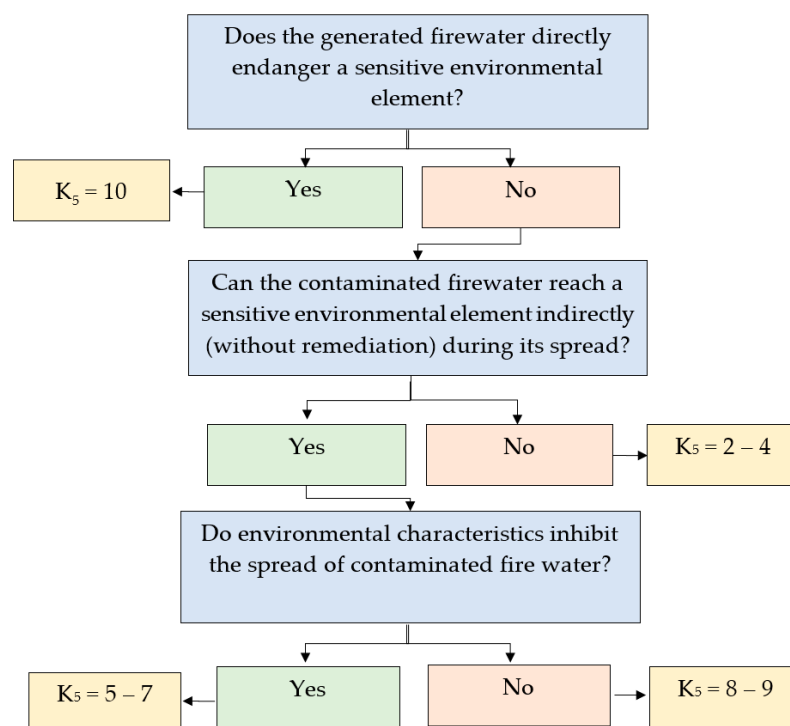 Does the generated firewater directly
endanger a sensitive environmental
element?
K₅ = 10
Yes
No
Can the contaminated firewater reach a
sensitive environmental element indirectly
(without remediation) during its spread?
Yes
No
K₅ = 2 – 4
Do environmental characteristics inhibit
the spread of contaminated fire water?
K₅ = 5 – 7
Yes
No
K₅ = 8 – 9